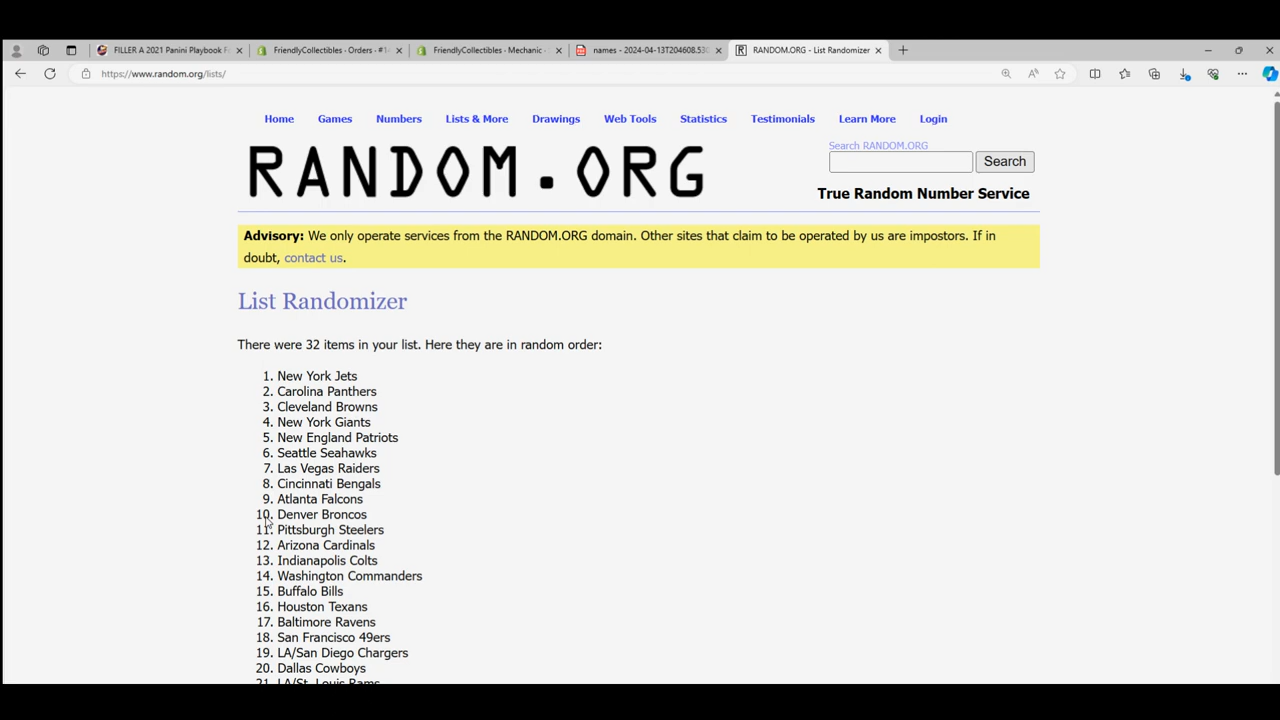 FILLER A 2021 Panini Playbook F
FriendlyCollectibles - Orders - #1
FriendlyCollectibles - Mechanic -
names - 2024-04-13T204608.530
RANDOM.ORG - List Randomizer
https://www.random.org/lists/
Home Games Numbers Lists & More Drawings Web Tools Statistics Testimonials Learn More Login
RANDOM.ORG
Search RANDOM.ORG
Search
True Random Number Service
Advisory: We only operate services from the RANDOM.ORG domain. Other sites that claim to be operated by us are impostors. If in
doubt, contact us.
List Randomizer
There were 32 items in your list. Here they are in random order:
1. New York Jets
2. Carolina Panthers
3. Cleveland Browns
4. New York Giants
5. New England Patriots
6. Seattle Seahawks
7. Las Vegas Raiders
8. Cincinnati Bengals
9. Atlanta Falcons
10. Denver Broncos
11. Pittsburgh Steelers
12. Arizona Cardinals
13. Indianapolis Colts
14. Washington Commanders
15. Buffalo Bills
16. Houston Texans
17. Baltimore Ravens
18. San Francisco 49ers
19. LA/San Diego Chargers
20. Dallas Cowboys
21. LA/St. Louis Rams